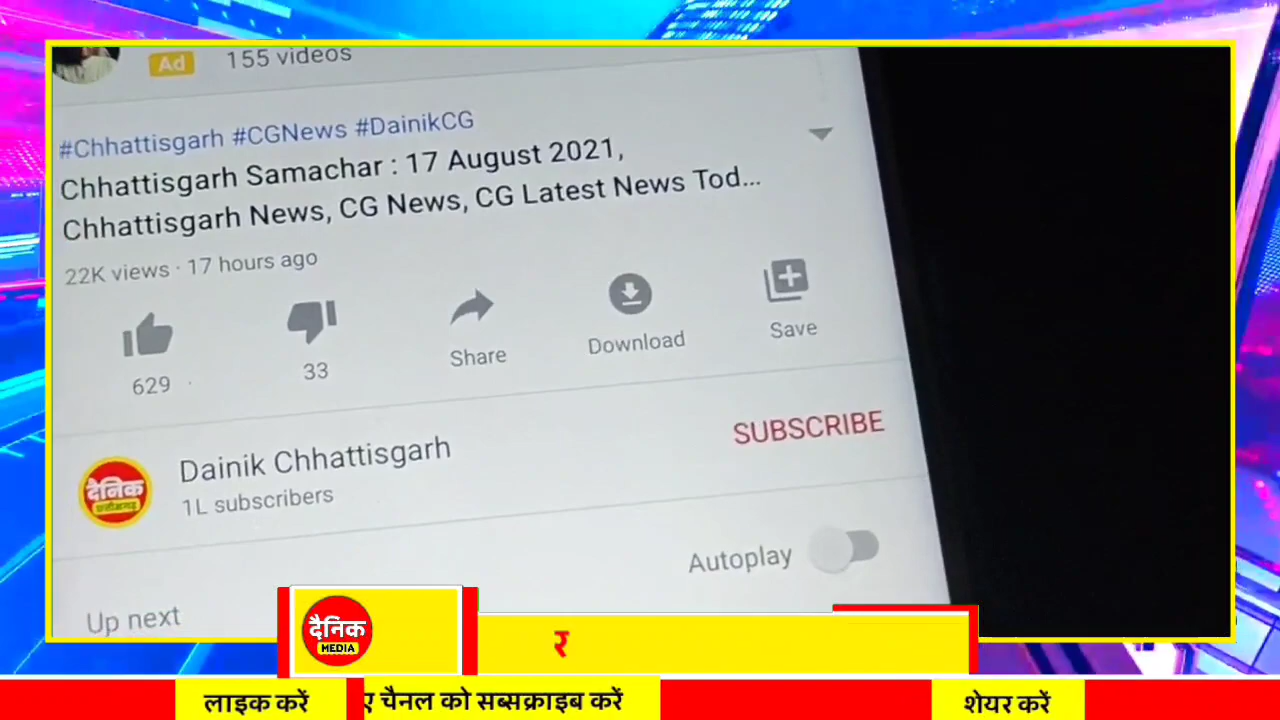 Ad 155 videos
#Chhattisgarh #CGNews #DainikCG
Chhattisgarh Samachar : 17 August 2021,
Chhattisgarh News, CG News, CG Latest News Tod...
22K views · 17 hours ago
629
33
Share
Download
Save
दैनिक
छत्तीसगढ़
Dainik Chhattisgarh
1L subscribers
SUBSCRIBE
Autoplay
Up next
दैनिक
MEDIA
र
लाइक करें
ए चैनल को सब्सक्राइब करें
शेयर करें